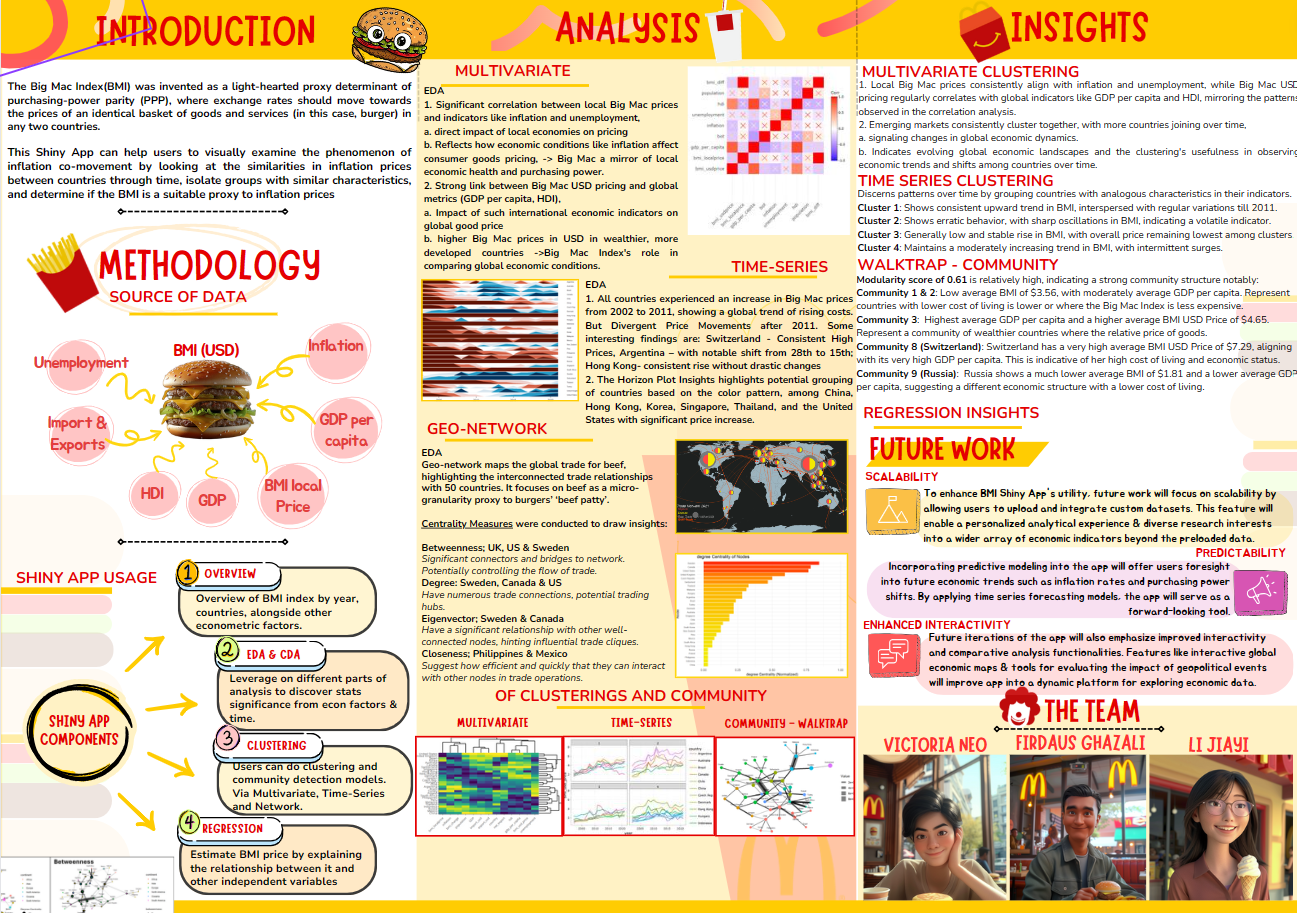 INTRODUCTION
The Big Mac Index(BMI) was invented as a light-hearted proxy determinant of
purchasing-power parity (PPP), where exchange rates should move towards
the prices of an identical basket of goods and services (in this case, burger) in
any two countries.
This Shiny App can help users to visually examine the phenomenon of
inflation co-movement by looking at the similarities in inflation prices
between countries through time, isolate groups with similar characteristics,
and determine if the BMI is a suitable proxy to inflation prices
METHODOLOGY
SOURCE OF DATA
BMI (USD)
Unemployment
Inflation
Import &
Exports
GDP per
capita
HDI
GDP
BMI local
Price
SHINY APP USAGE
SHINY APP
COMPONENTS
1 OVERVIEW
Overview of BMI index by year,
countries, alongside other
econometric factors.
2 EDA & CDA
Leverage on different parts of
analysis to discover stats
significance from econ factors &
time.
3 CLUSTERING
Users can do clustering and
community detection models.
Via Multivariate, Time-Series
and Network.
4 REGRESSION
Estimate BMI price by explaining
the relationship between it and
other independent variables
Betweenness
ANALYSIS
MULTIVARIATE
EDA
1. Significant correlation between local Big Mac prices
and indicators like inflation and unemployment,
a. direct impact of local economies on pricing
b. Reflects how economic conditions like inflation affect
consumer goods pricing, -> Big Mac a mirror of local
economic health and purchasing power.
2. Strong link between Big Mac USD pricing and global
metrics (GDP per capita, HDI),
a. Impact of such international economic indicators on
global good price
b. higher Big Mac prices in USD in wealthier, more
developed countries ->Big Mac Index's role in
comparing global economic conditions.
bmi_diff
population
hdi
unemployment
inflation
gdp_per_capita
bmi_localprice
bmi_usdprice
TIME-SERIES
EDA
1. All countries experienced an increase in Big Mac prices
from 2002 to 2011, showing a global trend of rising costs.
But Divergent Price Movements after 2011. Some
interesting findings are: Switzerland - Consistent High
Prices, Argentina – with notable shift from 28th to 15th;
Hong Kong- consistent rise without drastic changes
2. The Horizon Plot Insights highlights potential grouping
of countries based on the color pattern, among China,
Hong Kong, Korea, Singapore, Thailand, and the United
States with significant price increase.
GEO-NETWORK
EDA
Geo-network maps the global trade for beef,
highlighting the interconnected trade relationships
with 50 countries. It focuses on beef as a micro-
granularity proxy to burgers' 'beef patty'.
Centrality Measures were conducted to draw insights:
Betweenness; UK, US & Sweden
Significant connectors and bridges to network.
Potentially controlling the flow of trade.
Degree: Sweden, Canada & US
Have numerous trade connections, potential trading
hubs.
Eigenvector; Sweden & Canada
Have a significant relationship with other well-
connected nodes, hinting influential trade cliques.
Closeness; Philippines & Mexico
Suggest how efficient and quickly that they can interact
with other nodes in trade operations.
degree Centrality of Nodes
degree Centrality (Normalized)
OF CLUSTERINGS AND COMMUNITY
MULTIVARIATE
TIME-SERTES
COMMUNITY - WALKTRAP
INSIGHTS
MULTIVARIATE CLUSTERING
1. Local Big Mac prices consistently align with inflation and unemployment, while Big Mac USD
pricing regularly correlates with global indicators like GDP per capita and HDI, mirroring the patterns
observed in the correlation analysis.
2. Emerging markets consistently cluster together, with more countries joining over time,
a. signaling changes in global economic dynamics.
b. Indicates evolving global economic landscapes and the clustering's usefulness in observing
economic trends and shifts among countries over time.
TIME SERIES CLUSTERING
Discerns patterns over time by grouping countries with analogous characteristics in their indicators.
Cluster 1: Shows consistent upward trend in BMI, interspersed with regular variations till 2011.
Cluster 2: Shows erratic behavior, with sharp oscillations in BMI, indicating a volatile indicator.
Cluster 3: Generally low and stable rise in BMI, with overall price remaining lowest among clusters
Cluster 4: Maintains a moderately increasing trend in BMI, with intermittent surges.
WALKTRAP - COMMUNITY
Modularity score of 0.61 is relatively high, indicating a strong community structure notably:
Community 1 & 2: Low average BMI of $3.56, with moderately average GDP per capita. Represent
countries with lower cost of living is lower or where the Big Mac Index is less expensive.
Community 3: Highest average GDP per capita and a higher average BMI USD Price of $4.65.
Represent a community of wealthier countries where the relative price of goods.
Community 8 (Switzerland): Switzerland has a very high average BMI USD Price of $7.29, aligning
with its very high GDP per capita. This is indicative of her high cost of living and economic status.
Community 9 (Russia): Russia shows a much lower average BMI of $1.81 and a lower average GDP
per capita, suggesting a different economic structure with a lower cost of living.
REGRESSION INSIGHTS
FUTURE WORK
SCALABILITY
To enhance BMI Shiny App's utility, future work will focus on scalability by
allowing users to upload and integrate custom datasets. This feature will
enable a personalized analytical experience & diverse research interests
into a wider array of economic indicators beyond the preloaded data.
PREDICTABILITY
Incorporating predictive modeling into the app will offer users foresight
into future economic trends such as inflation rates and purchasing power
shifts. By applying time series forecasting models, the app will serve as a
forward-looking tool.
ENHANCED INTERACTIVITY
Future iterations of the app will also emphasize improved interactivity
and comparative analysis functionalities. Features like interactive global
economic maps & tools for evaluating the impact of geopolitical events
will improve app into a dynamic platform for exploring economic data.
THE TEAM
VICTORIA NEO
FIRDAUS GHAZALI
LI JIAYI